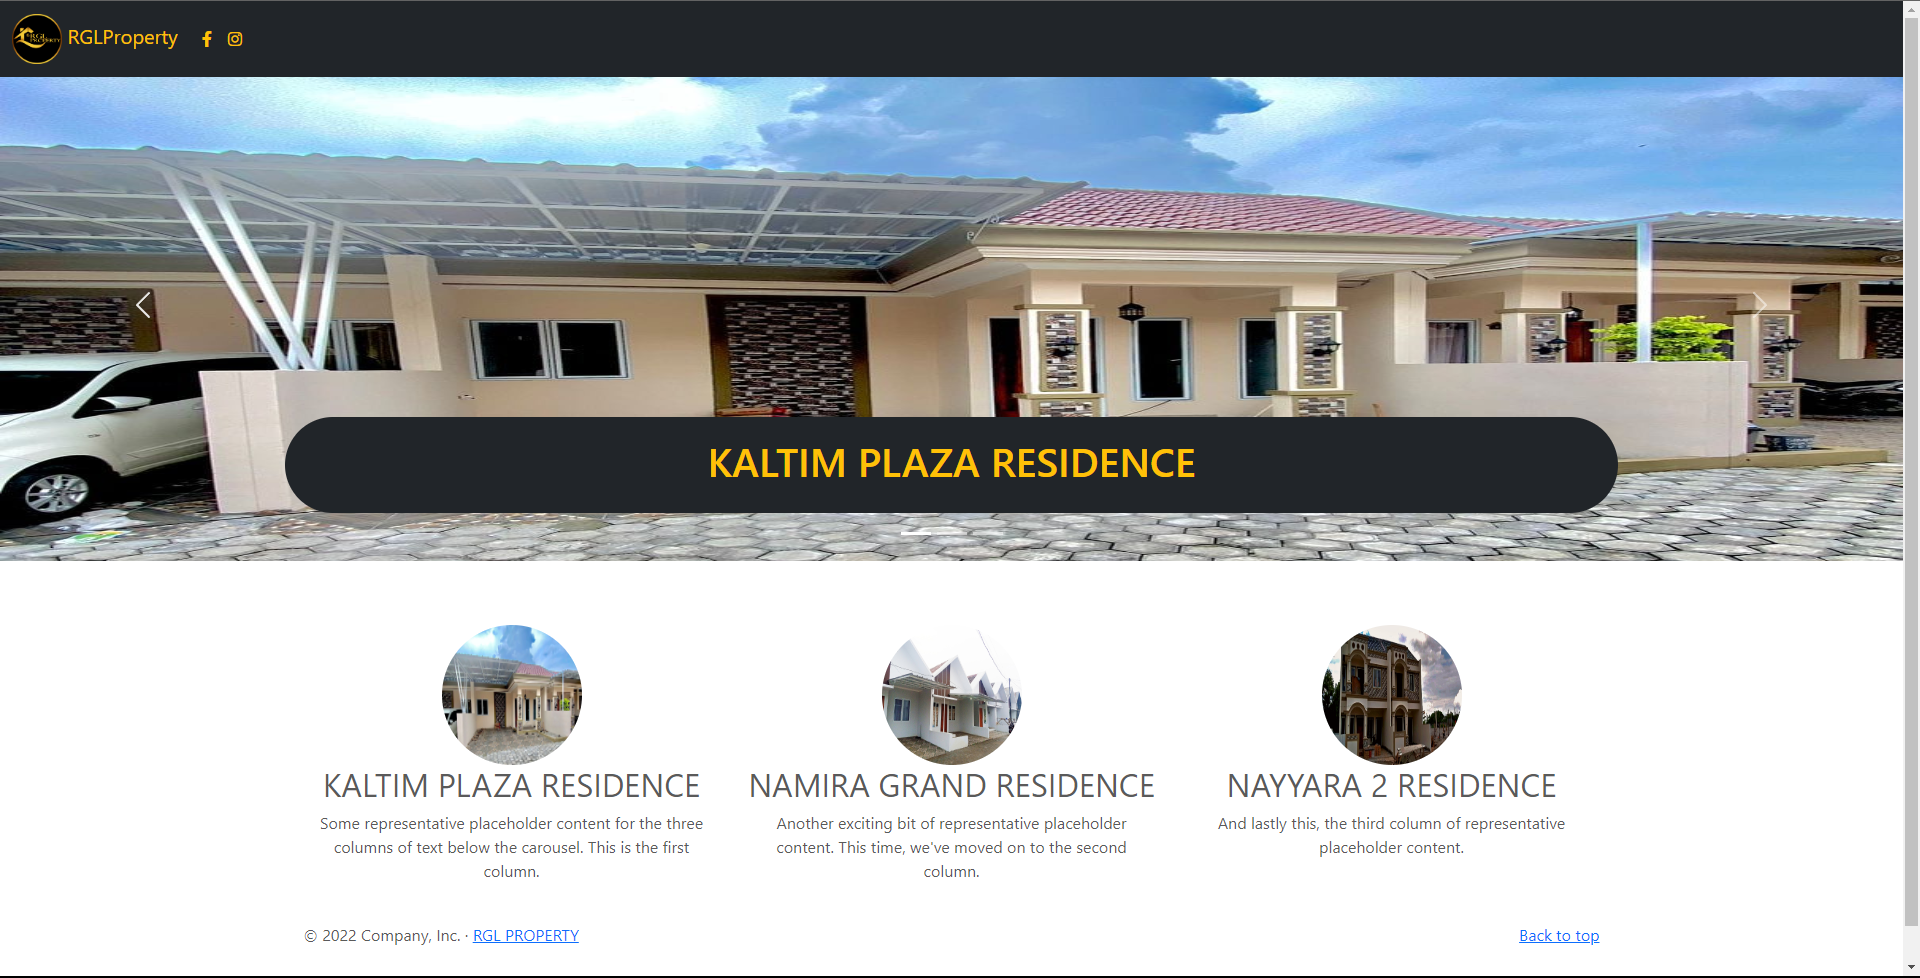 RGL
PROPERTY
RGLProperty
KALTIM PLAZA RESIDENCE
KALTIM PLAZA RESIDENCE
Some representative placeholder content for the three
columns of text below the carousel. This is the first
column.
NAMIRA GRAND RESIDENCE
Another exciting bit of representative placeholder
content. This time, we've moved on to the second
column.
NAYYARA 2 RESIDENCE
And lastly this, the third column of representative
placeholder content.
© 2022 Company, Inc. · RGL PROPERTY
Back to top